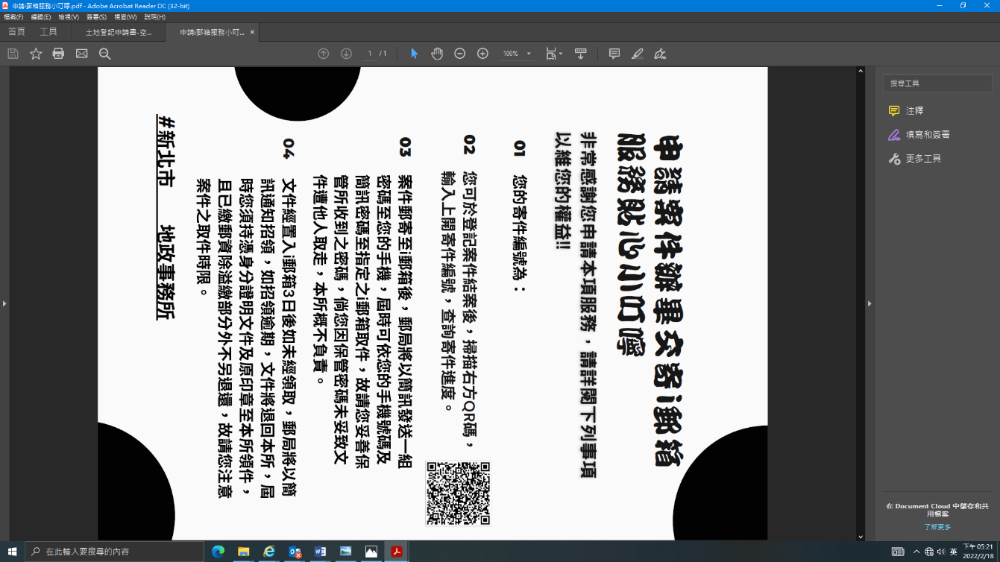 申請i郵箱服務小叮嚀.pdf - Adobe Acrobat Reader DC (32-bit)
檔案(F) 編輯(E) 檢視(V) 簽署(S) 視窗(W) 說明(H)
首頁 工具 土地登記申請書-空... 申請i郵箱服務小叮... ×
1 / 1 100%
申請案件辦畢交寄i郵箱
服務貼心小叮嚀
非常感謝您申請本項服務，請詳閱下列事項
以維您的權益!!
01 您的寄件編號為：
02 您可於登記案件結案後，掃描右方QR碼，
輸入上開寄件編號，查詢寄件進度。
03 案件郵寄至i郵箱後，郵局將以簡訊發送一組
密碼至您的手機，屆時可依您的手機號碼及
簡訊密碼至指定之i郵箱取件，故請您妥善保
管所收到之密碼，倘您因保管密碼未妥致文
件遭他人取走，本所概不負責。
04 文件經置入i郵箱3日後如未經領取，郵局將以簡
訊通知招領，如招領逾期，文件將退回本所，屆
時您須持憑身分證明文件及原印章至本所領件，
且已繳郵資除溢繳部分外不另退還，故請您注意
案件之取件時限。
#新北市 地政事務所
搜尋工具
注釋
填寫和簽署
更多工具
在 Document Cloud 中儲存和共
用檔案
了解更多
在此輸入要搜尋的內容
英
下午 05:21
2022/2/18